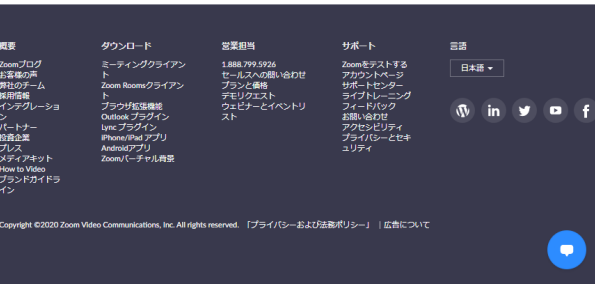 概要
Zoomブログ
お客様の声
弊社のチーム
採用情報
インテグレーショ
ン
パートナー
投資企業
プレス
メディアキット
How to Video
ブランドガイドラ
イン
ダウンロード
ミーティングクライアン
ト
Zoom Roomsクライアン
ト
ブラウザ拡張機能
Outlook プラグイン
Lync プラグイン
iPhone/iPad アプリ
Androidアプリ
Zoomバーチャル背景
営業担当
1.888.799.5926
セールスへの問い合わせ
プランと価格
デモリクエスト
ウェビナーとイベントリ
スト
サポート
Zoomをテストする
アカウントページ
サポートセンター
ライブトレーニング
フィードバック
お問い合わせ
アクセシビリティ
プライバシーとセキ
ュリティ
言語
日本語
Copyright ©2020 Zoom Video Communications, Inc. All rights reserved. 「プライバシーおよび法務ポリシー」 | 広告について